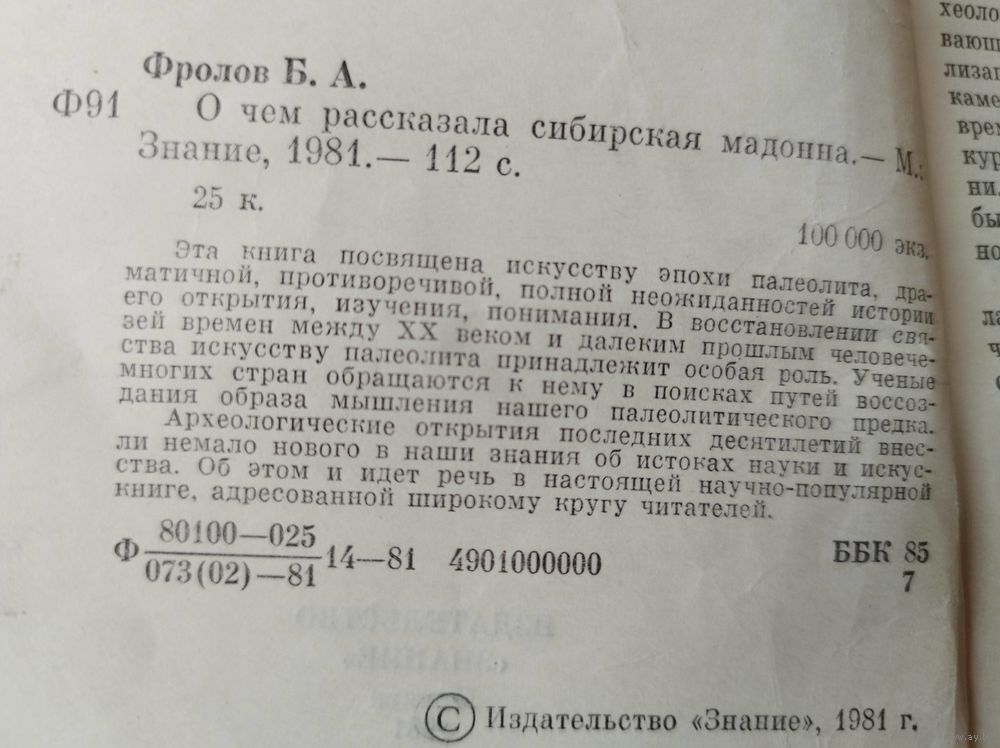 Фролов Б. А.
Ф91 О чем рассказала сибирская мадонна.— М.:
Знание, 1981.— 112 с.
25 к.
100 000 экз.
Эта книга посвящена искусству эпохи палеолита, дра-
матичной, противоречивой, полной неожиданностей истории
его открытия, изучения, понимания. В восстановлении свя-
зей времен между XX веком и далеким прошлым человече-
ства искусству палеолита принадлежит особая роль. Ученые
многих стран обращаются к нему в поисках путей воссоз-
дания образа мышления нашего палеолитического предка.
Археологические открытия последних десятилетий внес-
ли немало нового в наши знания об истоках науки и искус-
ства. Об этом и идет речь в настоящей научно-популярной
книге, адресованной широкому кругу читателей.
Ф 80100—025
073(02)—81 14—81 4901000000
ББК 85
7
ИЗДАТЕЛЬСТВО
«ЗНАНИЕ»
© Издательство «Знание», 1981 г.